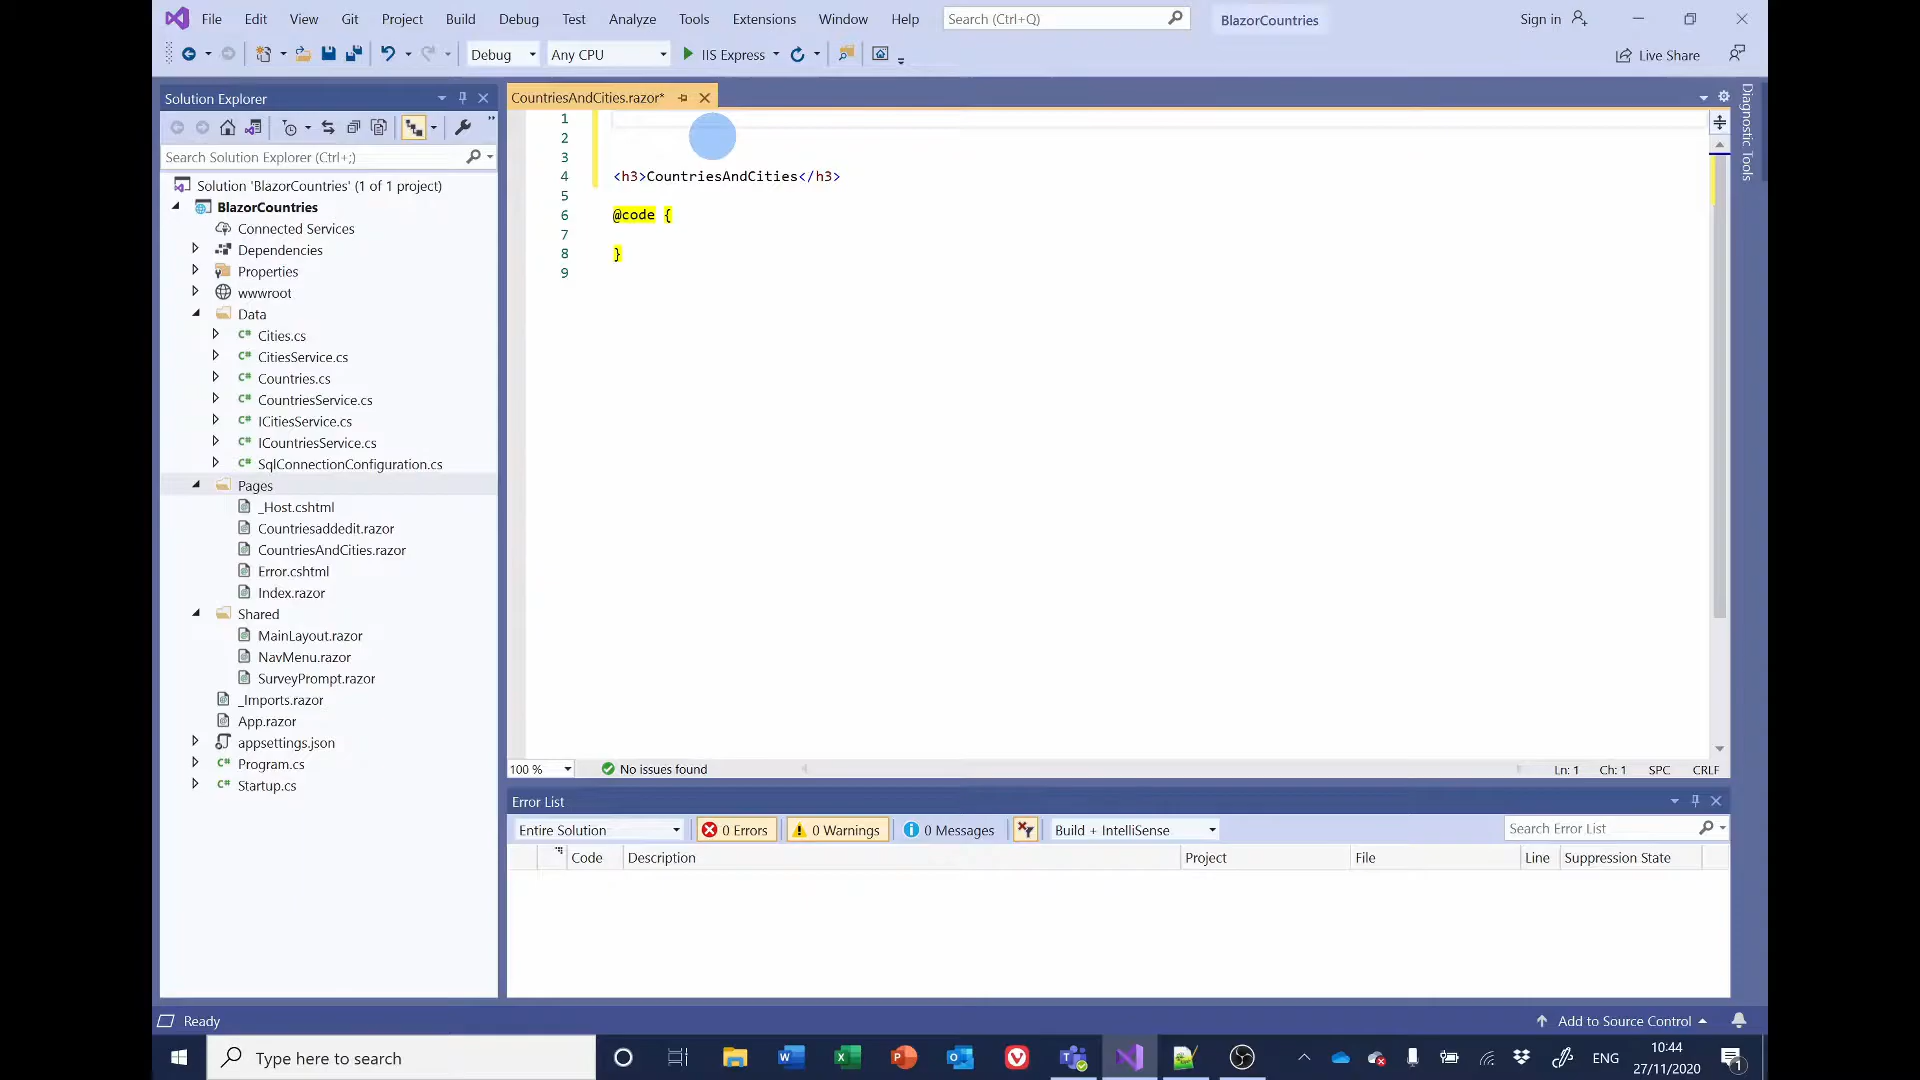 File Edit View Git Project Build Debug Test Analyze Tools Extensions Window Help Search (Ctrl+Q) BlazorCountries Sign in
Debug Any CPU IIS Express Live Share
Solution Explorer
Search Solution Explorer (Ctrl+;)
Solution 'BlazorCountries' (1 of 1 project)
BlazorCountries
Connected Services
Dependencies
Properties
wwwroot
Data
C# Cities.cs
C# CitiesService.cs
C# Countries.cs
C# CountriesService.cs
C# ICitiesService.cs
C# ICountriesService.cs
C# SqlConnectionConfiguration.cs
Pages
_Host.cshtml
Countriesaddedit.razor
CountriesAndCities.razor
Error.cshtml
Index.razor
Shared
MainLayout.razor
NavMenu.razor
SurveyPrompt.razor
_Imports.razor
App.razor
appsettings.json
C# Program.cs
C# Startup.cs
CountriesAndCities.razor*
1
2
3
4 <h3>CountriesAndCities</h3>
5
6 @code {
7
8 }
9
Diagnostic Tools
100 % No issues found Ln: 1 Ch: 1 SPC CRLF
Error List
Entire Solution 0 Errors 0 Warnings 0 Messages Build + IntelliSense Search Error List
Code Description Project File Line Suppression State
Ready Add to Source Control
Type here to search ENG 10:44
27/11/2020 1